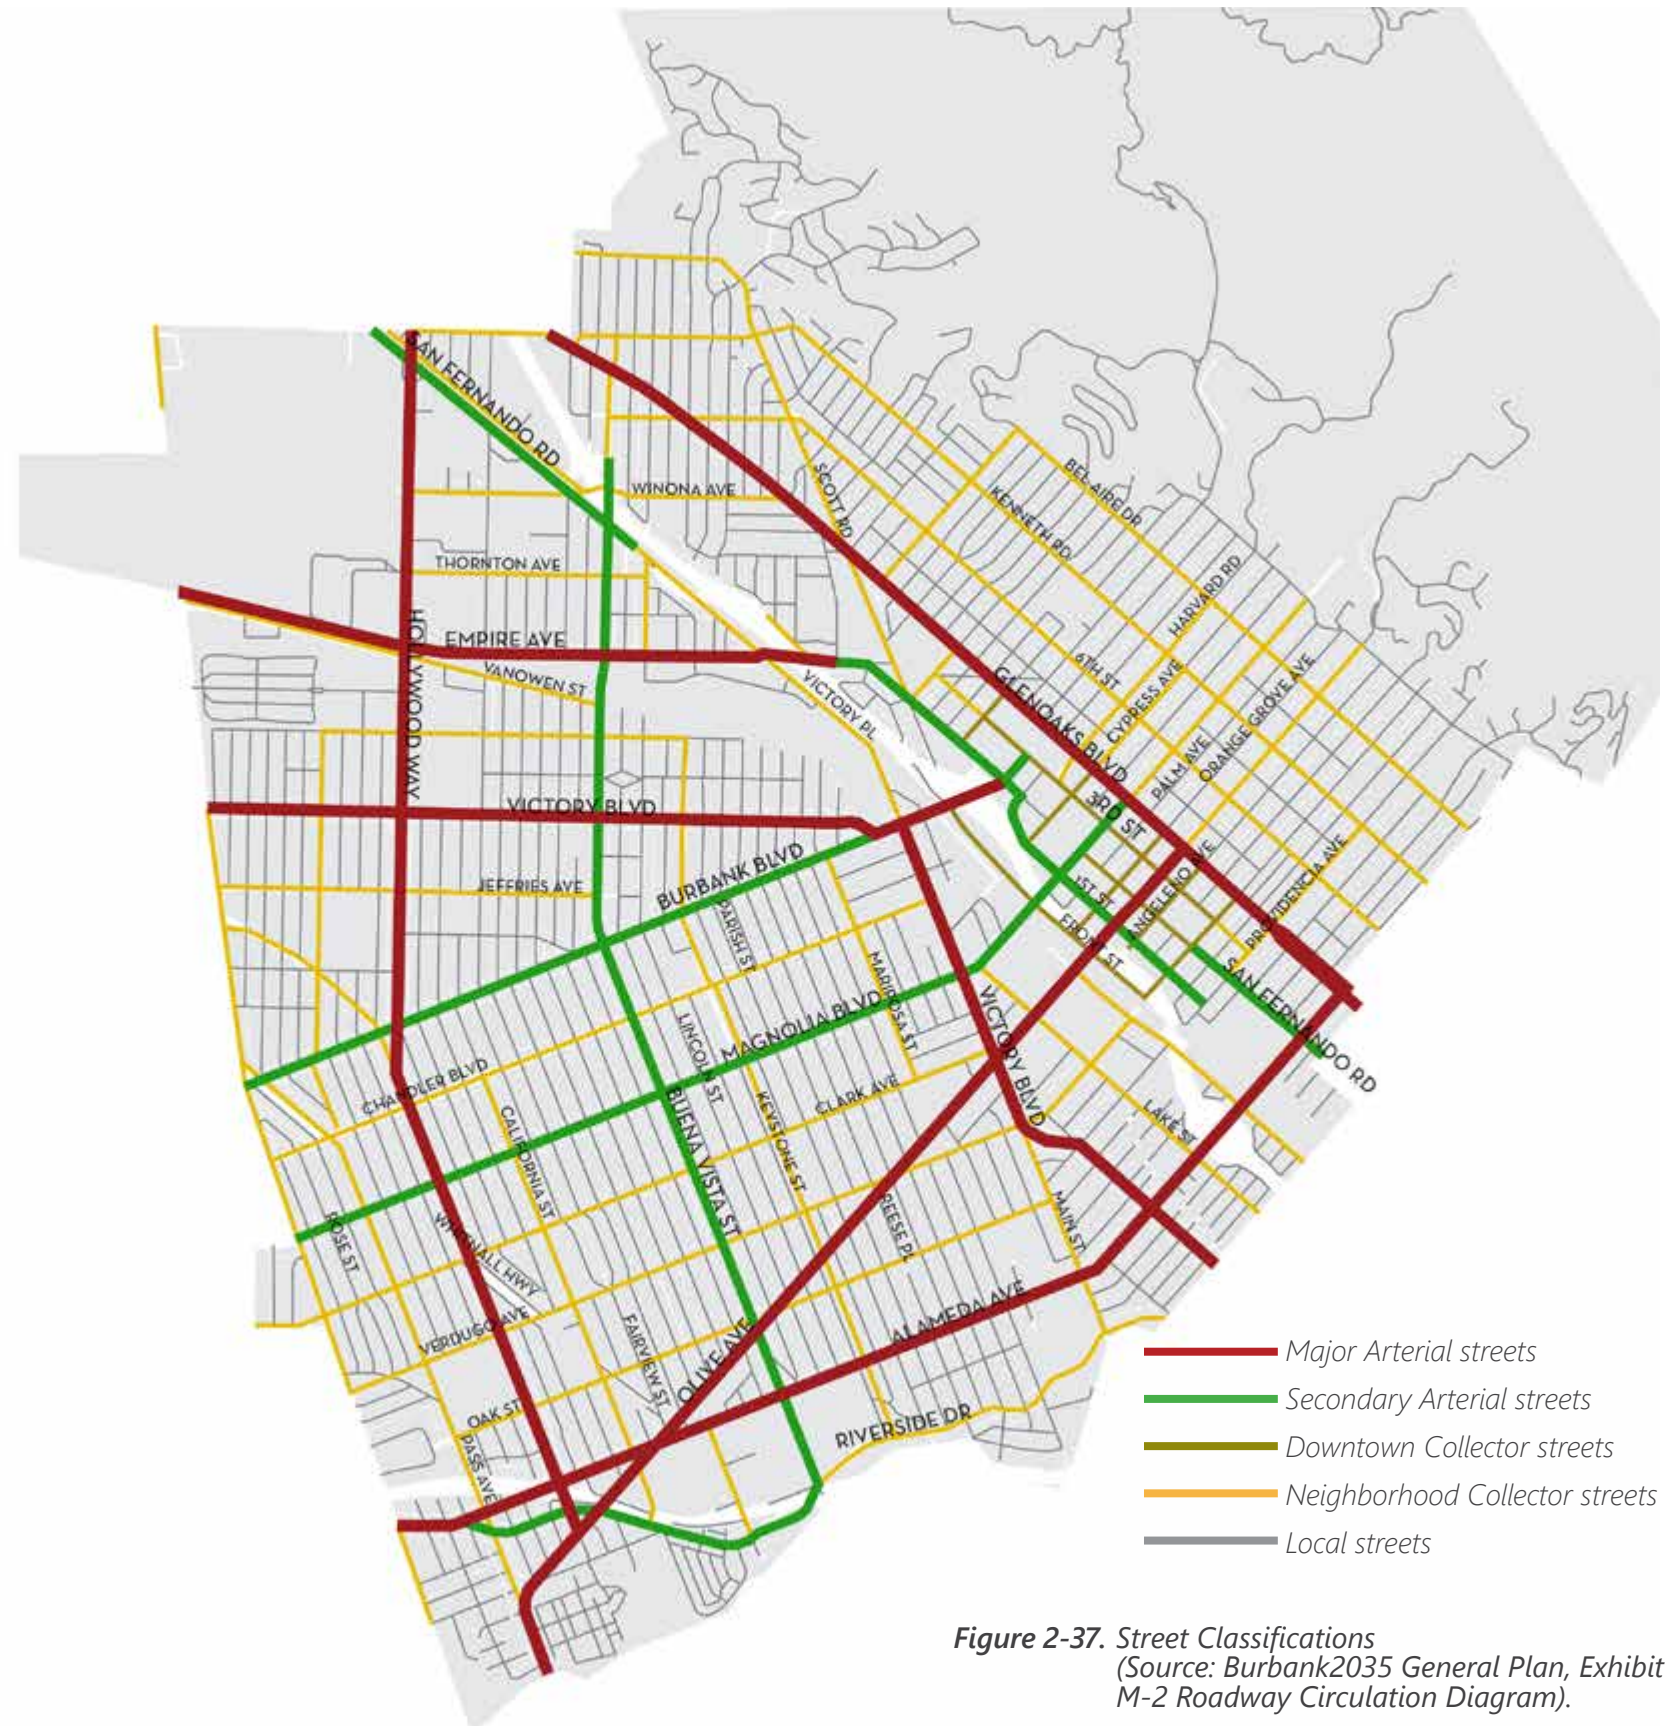 SAN FERNANDO RD
WINONA AVE
SCOTT RD
BEL AIRE DR
KENNETH RD
THORNTON AVE
HARVARD RD
HOLLYWOOD WAY
EMPIRE AVE
VANOWEN ST
VICTORY PL
6TH ST
CYPRESS AVE
GLENOAKS BLVD
ORANGE GROVE AVE
PALM AVE
3RD ST
VICTORY BLVD
BURBANK BLVD
JEFFRIES AVE
1ST ST
ANGELENO AVE
PROVIDENCIA AVE
FRONT ST
PARISH ST
MARIPOSA ST
SAN FERNANDO RD
MAGNOLIA BLVD
LINCOLN ST
VICTORY BLVD
CHANDLER BLVD
CLARK AVE
KEYSTONE ST
BUENA VISTA ST
CALIFORNIA ST
LAKE ST
ROSE ST
WHITNALL HWY
REESE PL
MAIN ST
VERDUGO AVE
FAIRVIEW ST
OLIVE AVE
ALAMEDA AVE
OAK ST
PASS AVE
RIVERSIDE DR
Major Arterial streets
Secondary Arterial streets
Downtown Collector streets
Neighborhood Collector streets
Local streets
Figure 2-37. Street Classifications
(Source: Burbank2035 General Plan, Exhibit
M-2 Roadway Circulation Diagram).